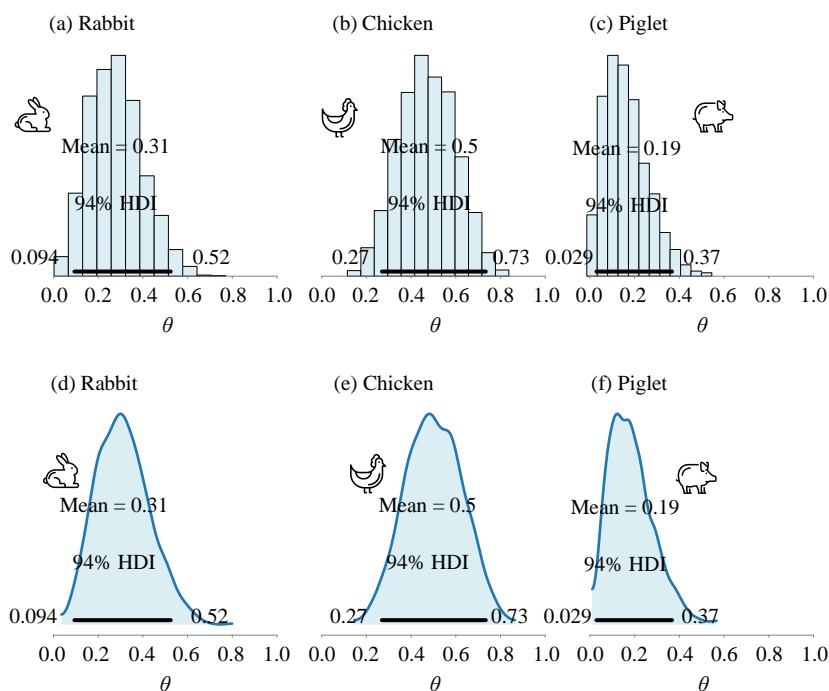 (a) Rabbit
(b) Chicken
(c) Piglet
Mean = 0.31
Mean = 0.5
Mean = 0.19
94% HDI
94% HDI
94% HDI
0.094
0.52
0.27
0.73
0.029
0.37
0.0 0.2 0.4 0.6 0.8 1.0
0.0 0.2 0.4 0.6 0.8 1.0
0.0 0.2 0.4 0.6 0.8 1.0
θ
θ
θ
(d) Rabbit
(e) Chicken
(f) Piglet
Mean = 0.31
Mean = 0.5
Mean = 0.19
94% HDI
94% HDI
94% HDI
0.094
0.52
0.27
0.73
0.029
0.37
0.0 0.2 0.4 0.6 0.8 1.0
0.0 0.2 0.4 0.6 0.8 1.0
0.0 0.2 0.4 0.6 0.8 1.0
θ
θ
θ